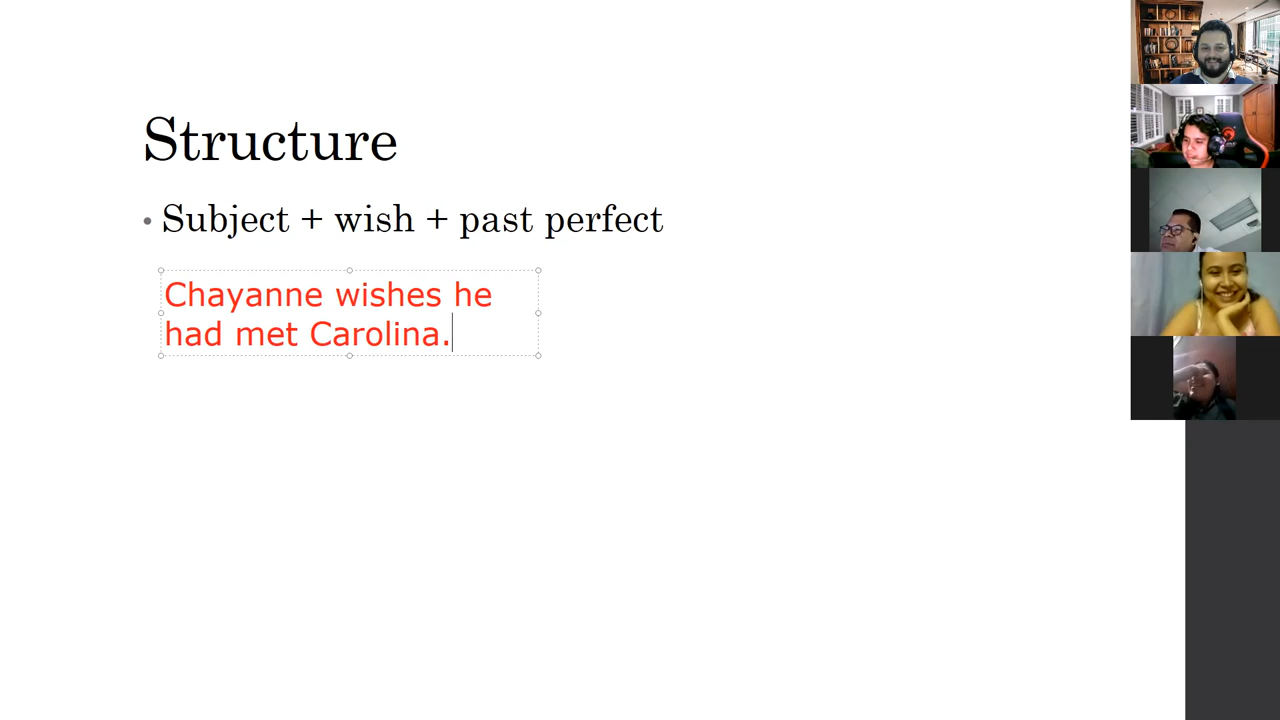 Structure
• Subject + wish + past perfect
Chayanne wishes he
had met Carolina.